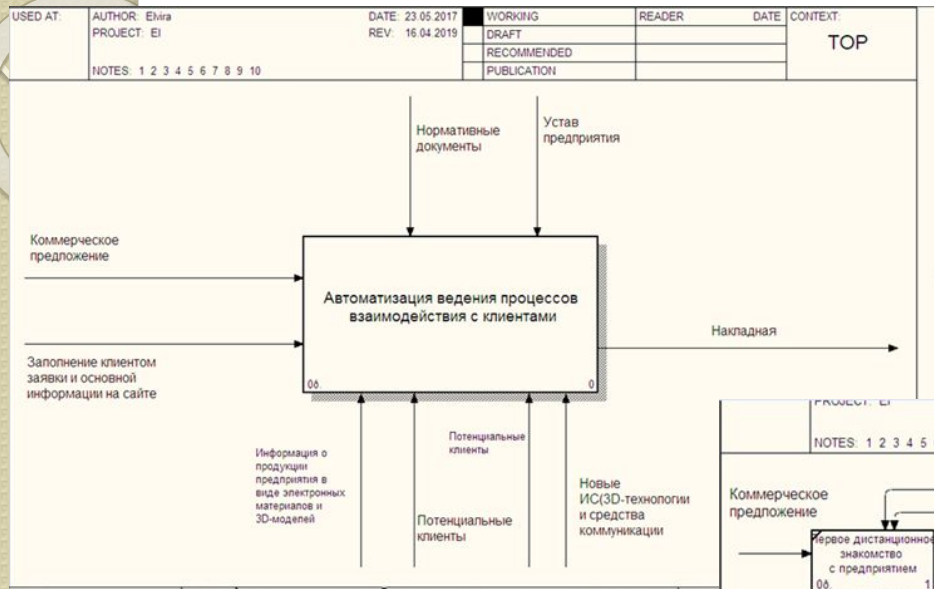 USED AT:
AUTHOR: Elvira
DATE: 23.05.2017
WORKING
READER
DATE
CONTEXT:
PROJECT: EI
REV: 16.04.2019
DRAFT
TOP
RECOMMENDED
NOTES: 1 2 3 4 5 6 7 8 9 10
PUBLICATION
Нормативные
документы
Устав
предприятия
Коммерческое
предложение
Автоматизация ведения процессов
взаимодействия с клиентами
0б.
0
Накладная
Заполнение клиентом
заявки и основной
информации на сайте
Информация о
продукции
предприятия в
виде электронных
материалов и
3D-моделей
Потенциальные
клиенты
Потенциальные
клиенты
Новые
ИС(3D-технологии
и средства
коммуникации
PROJECT: EI
NOTES: 1 2 3 4 5
Коммерческое
предложение
Первое дистанционное
знакомство
с предприятием
0б.
1